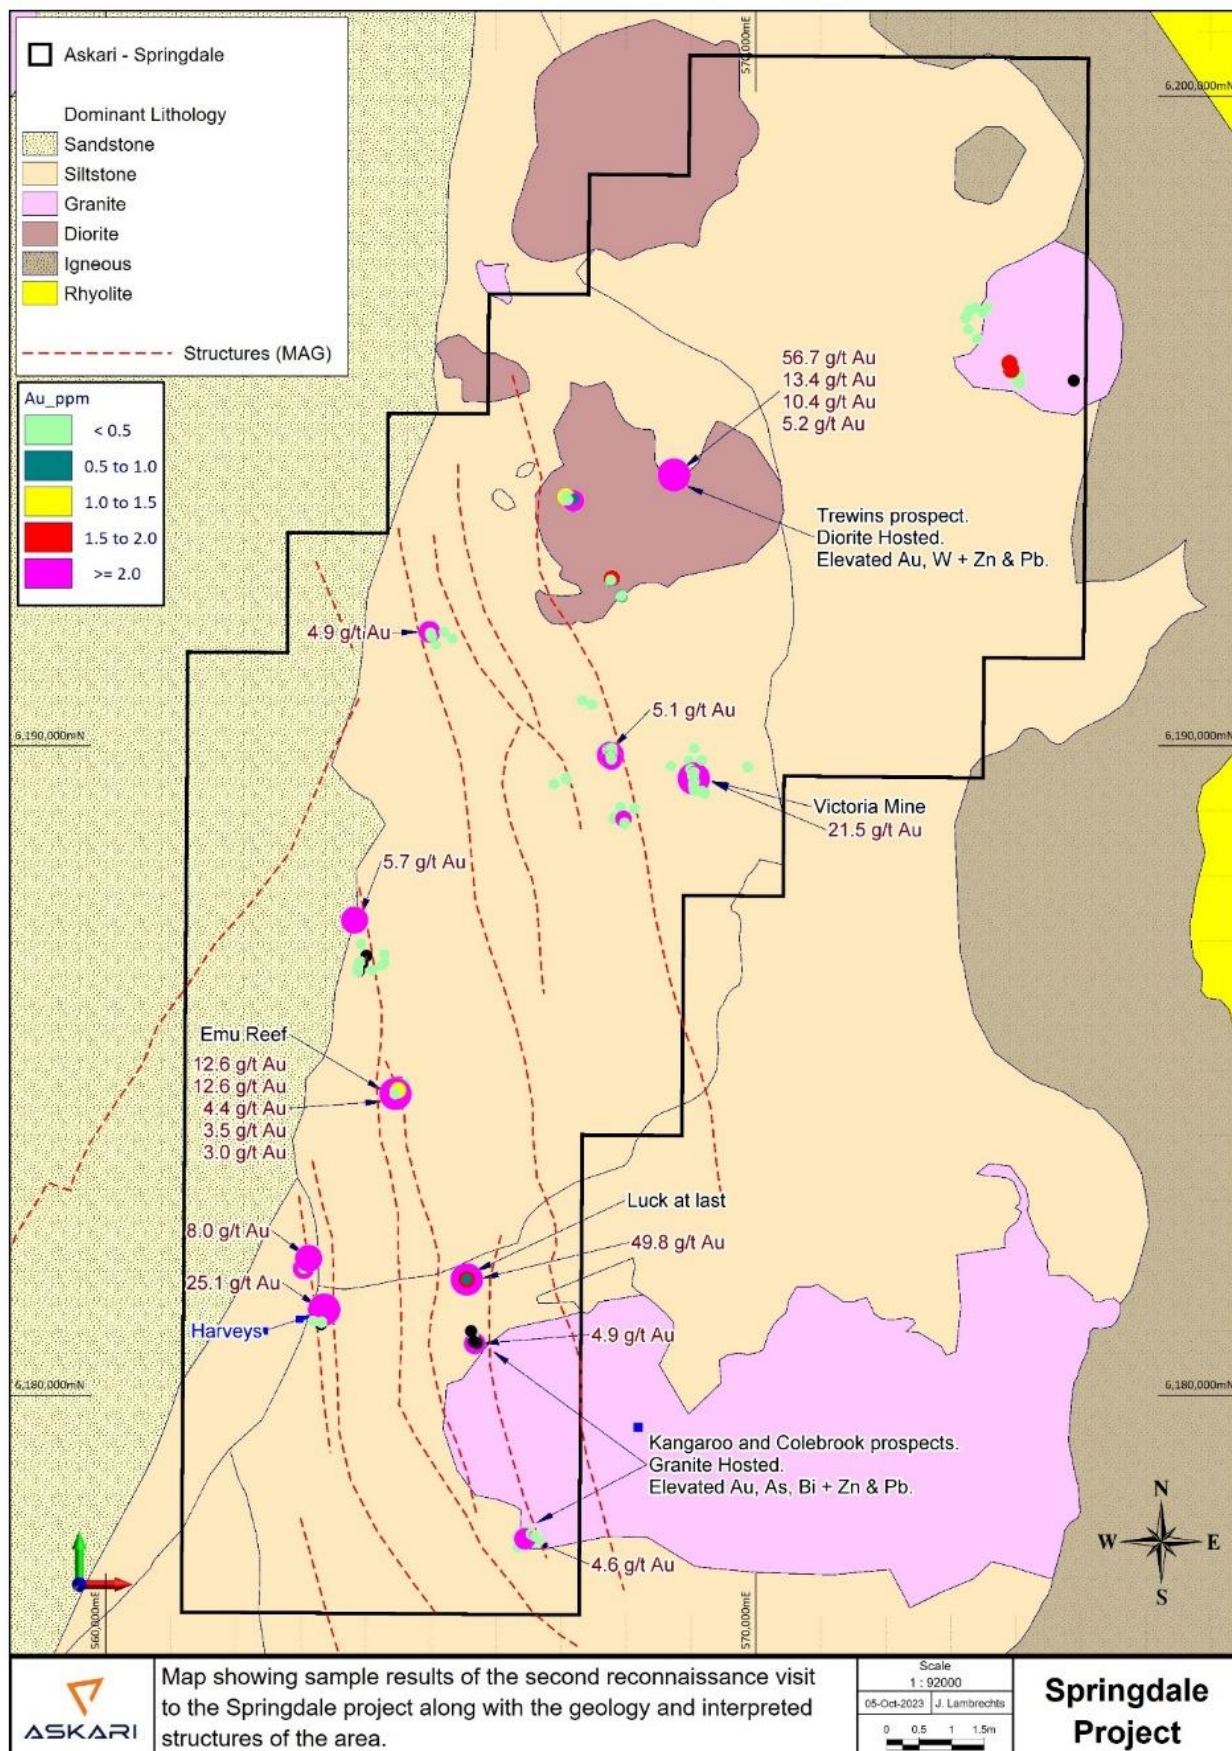 Askari - Springdale
Dominant Lithology
Sandstone
Siltstone
Granite
Diorite
Igneous
Rhyolite
Structures (MAG)
Au_ppm
< 0.5
0.5 to 1.0
1.0 to 1.5
1.5 to 2.0
>= 2.0
570,000mE
6,200,000mN
56.7 g/t Au
13.4 g/t Au
10.4 g/t Au
5.2 g/t Au
Trewins prospect.
Diorite Hosted.
Elevated Au, W + Zn & Pb.
4.9 g/t Au
5.1 g/t Au
6,190,000mN
6,190,000mN
Victoria Mine
21.5 g/t Au
5.7 g/t Au
Emu Reef
12.6 g/t Au
12.6 g/t Au
4.4 g/t Au
3.5 g/t Au
3.0 g/t Au
Luck at last
49.8 g/t Au
8.0 g/t Au
25.1 g/t Au
Harveys
4.9 g/t Au
6,180,000mN
6,180,000mN
Kangaroo and Colebrook prospects.
Granite Hosted.
Elevated Au, As, Bi + Zn & Pb.
4.6 g/t Au
N
W
E
S
560,000mE
570,000mE
ASKARI
Map showing sample results of the second reconnaissance visit
to the Springdale project along with the geology and interpreted
structures of the area.
Scale
1 : 92000
05-Oct-2023
J. Lambrechts
0 0.5 1 1.5m
Springdale
Project